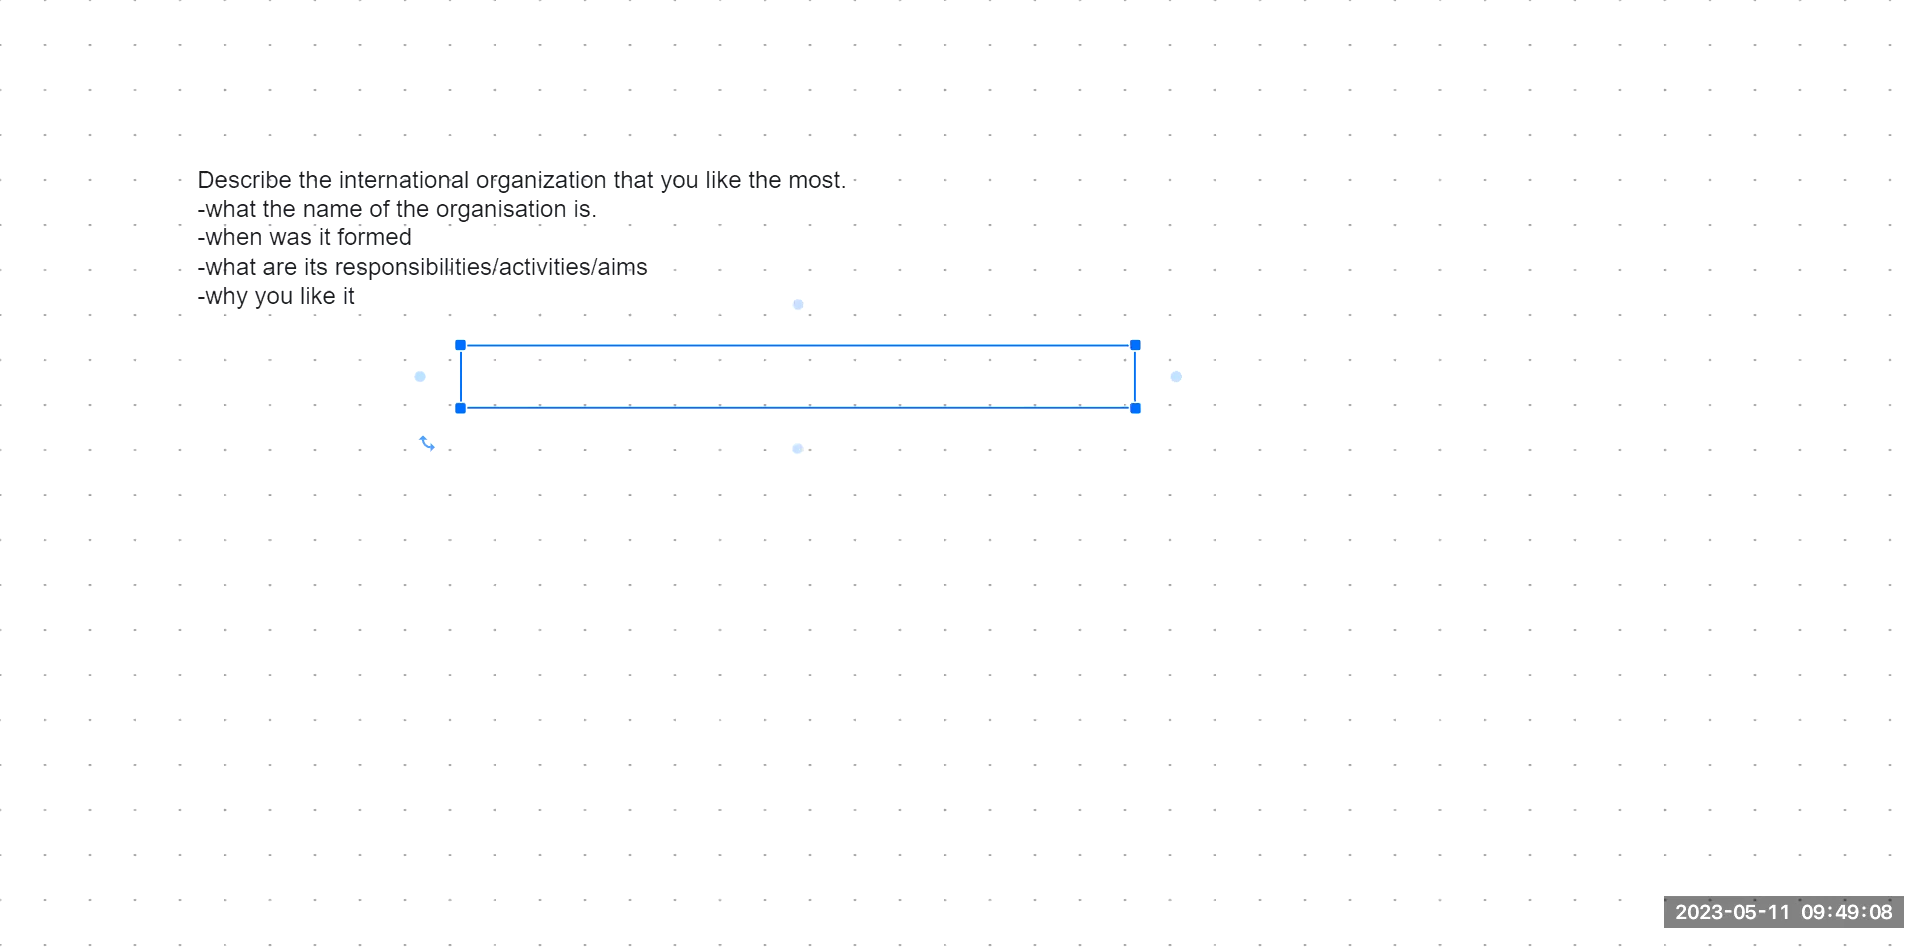 Describe the international organization that you like the most.
-what the name of the organisation is.
-when was it formed
-what are its responsibilities/activities/aims
-why you like it
2023-05-11 09:49:08